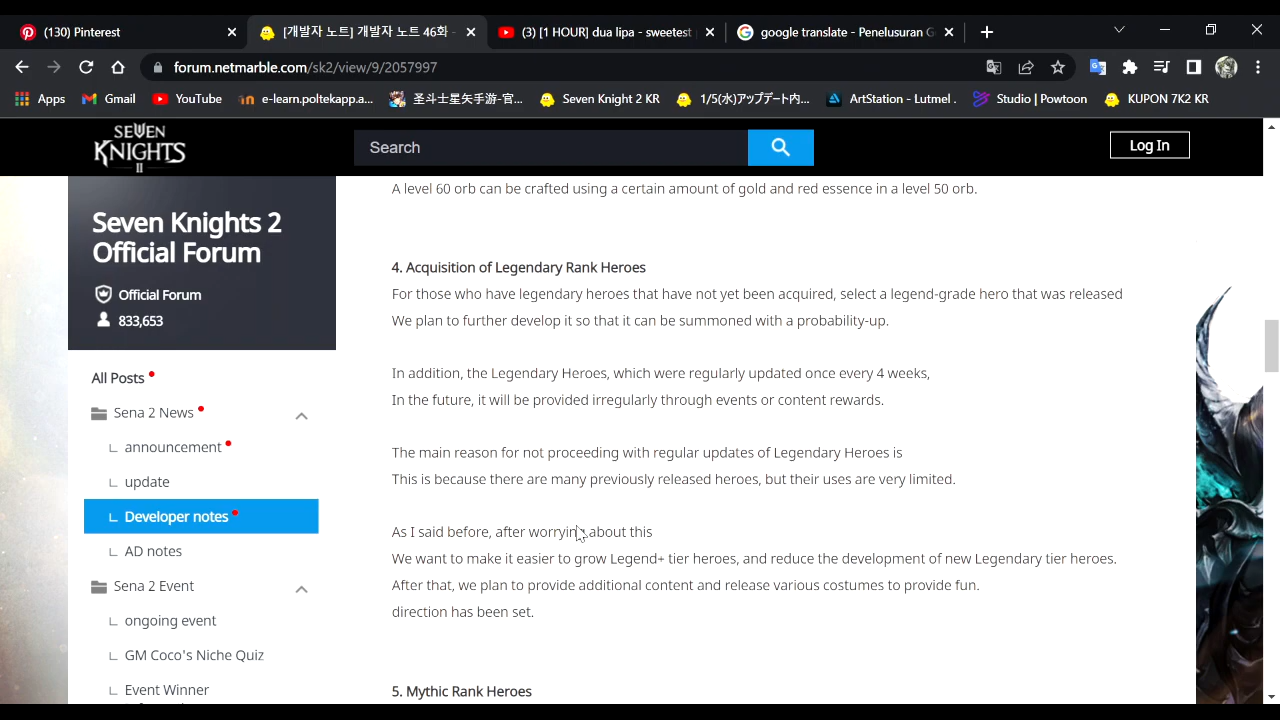 (130) Pinterest
[개발자 노트] 개발자 노트 46화 -
(3) [1 HOUR] dua lipa - sweetest
google translate - Penelusuran G
forum.netmarble.com/sk2/view/9/2057997
Apps
Gmail
YouTube
e-learn.poltekapp.a...
圣斗士星矢手游-官...
Seven Knight 2 KR
1/5(水)アップデート内...
ArtStation - Lutmel .
Studio | Powtoon
KUPON 7K2 KR
SEVEN
KNIGHTS
II
Search
Log In
Seven Knights 2
Official Forum
Official Forum
833,653
All Posts
Sena 2 News
announcement
update
Developer notes
AD notes
Sena 2 Event
ongoing event
GM Coco's Niche Quiz
Event Winner
A level 60 orb can be crafted using a certain amount of gold and red essence in a level 50 orb.
4. Acquisition of Legendary Rank Heroes
For those who have legendary heroes that have not yet been acquired, select a legend-grade hero that was released
We plan to further develop it so that it can be summoned with a probability-up.
In addition, the Legendary Heroes, which were regularly updated once every 4 weeks,
In the future, it will be provided irregularly through events or content rewards.
The main reason for not proceeding with regular updates of Legendary Heroes is
This is because there are many previously released heroes, but their uses are very limited.
As I said before, after worrying about this
We want to make it easier to grow Legend+ tier heroes, and reduce the development of new Legendary tier heroes.
After that, we plan to provide additional content and release various costumes to provide fun.
direction has been set.
5. Mythic Rank Heroes